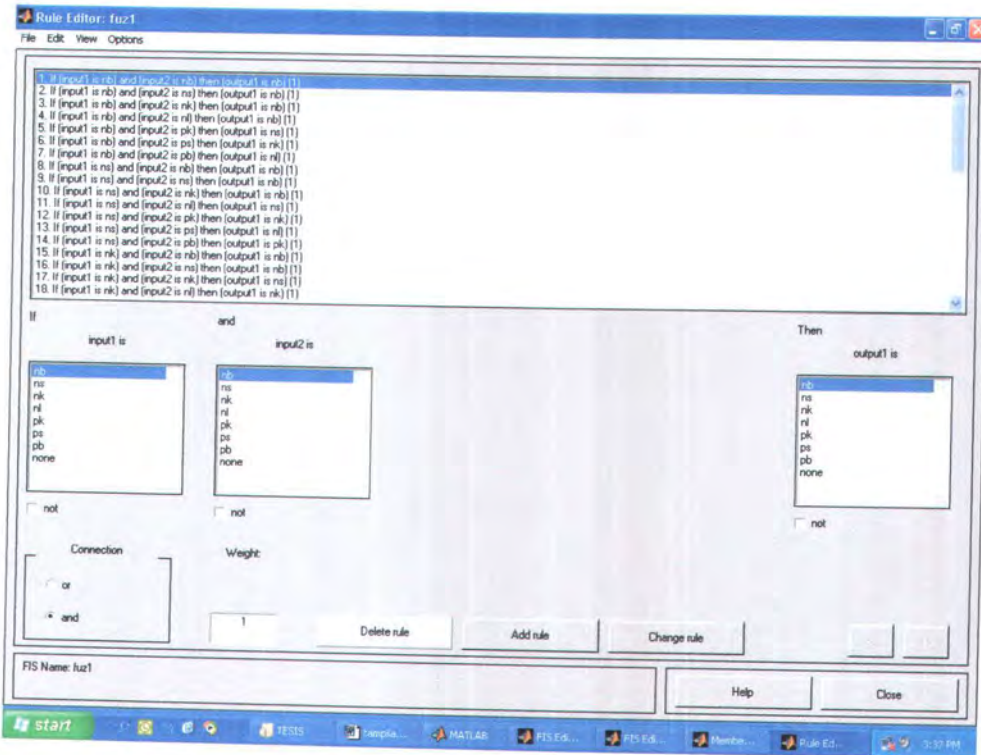 Rule Editor: fuz1
File Edit View Options
1. If (input1 is nb) and (input2 is nb) then (output1 is nb) (1)
2. If (input1 is nb) and (input2 is ns) then (output1 is nb) (1)
3. If (input1 is nb) and (input2 is nk) then (output1 is nb) (1)
4. If (input1 is nb) and (input2 is nl) then (output1 is nb) (1)
5. If (input1 is nb) and (input2 is pk) then (output1 is ns) (1)
6. If (input1 is nb) and (input2 is ps) then (output1 is nk) (1)
7. If (input1 is nb) and (input2 is pb) then (output1 is nl) (1)
8. If (input1 is ns) and (input2 is nb) then (output1 is nb) (1)
9. If (input1 is ns) and (input2 is ns) then (output1 is nb) (1)
10. If (input1 is ns) and (input2 is nk) then (output1 is nb) (1)
11. If (input1 is ns) and (input2 is nl) then (output1 is ns) (1)
12. If (input1 is ns) and (input2 is pk) then (output1 is nk) (1)
13. If (input1 is ns) and (input2 is ps) then (output1 is nl) (1)
14. If (input1 is ns) and (input2 is pb) then (output1 is pk) (1)
15. If (input1 is nk) and (input2 is nb) then (output1 is nb) (1)
16. If (input1 is nk) and (input2 is ns) then (output1 is nb) (1)
17. If (input1 is nk) and (input2 is nk) then (output1 is ns) (1)
18. If (input1 is nk) and (input2 is nl) then (output1 is nk) (1)
If and Then
input1 is input2 is output1 is
nb
ns
nk
nl
pk
ps
pb
none
nb
ns
nk
nl
pk
ps
pb
none
nb
ns
nk
nl
pk
ps
pb
none
not not not
Connection Weight:
or
and
1 Delete rule Add rule Change rule
FIS Name: fuz1
Help Close
start TESIS MATLAB FIS Edi... FIS Edi... Membe... Rule Ed... 3:37 PM